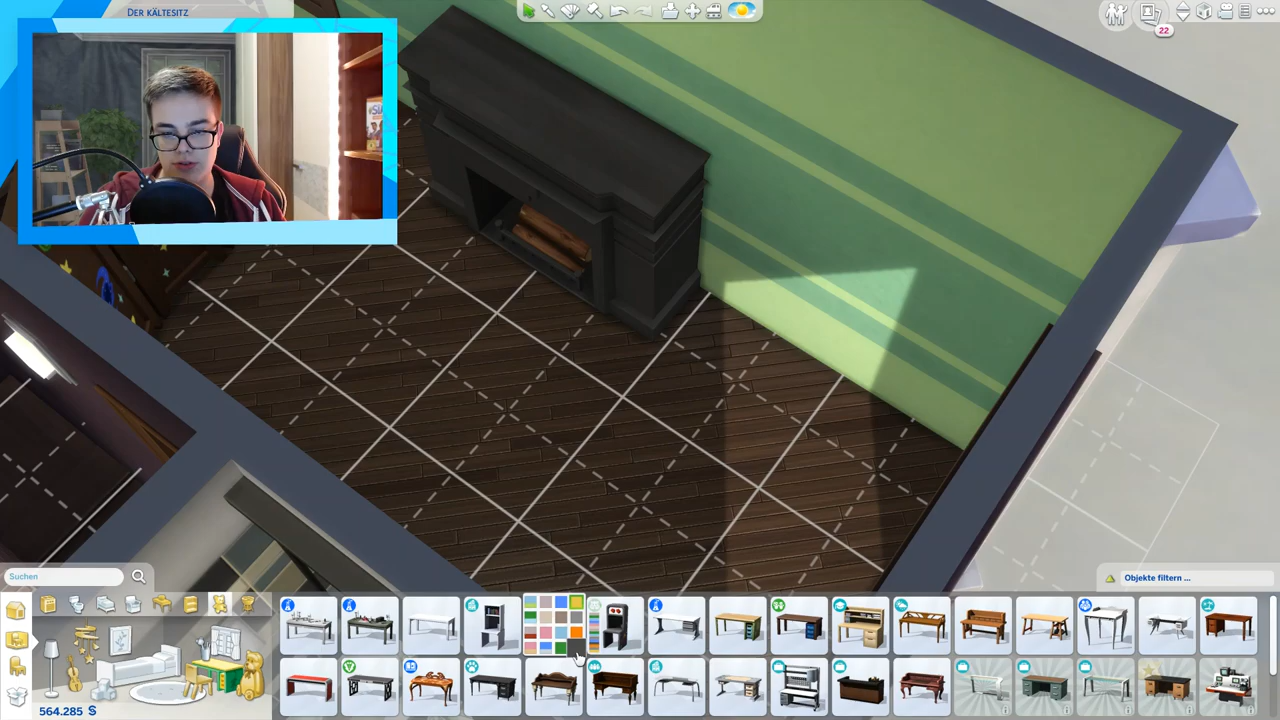 DER KÄLTESITZ
22
Suchen
Objekte filtern ...
564.285 $